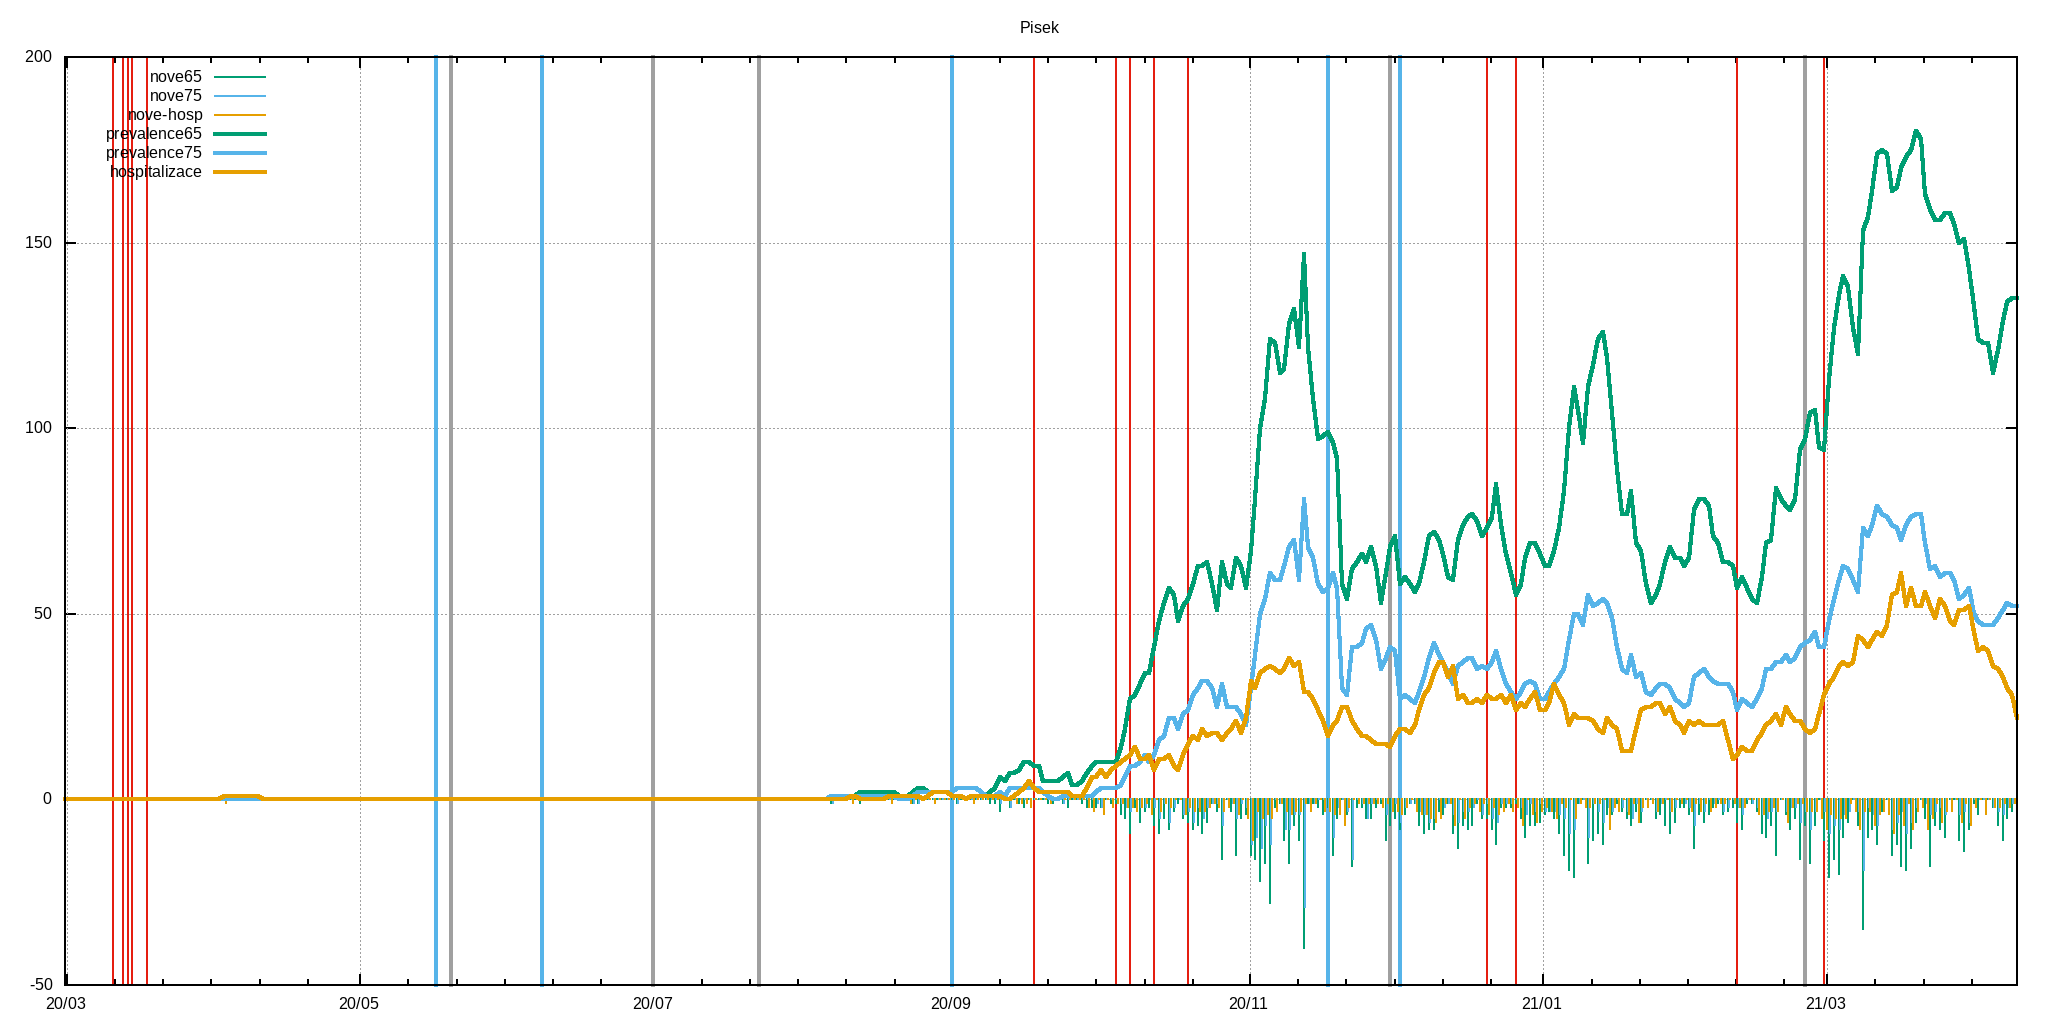 Pisek
200
150
100
50
0
-50
nove65
nove75
nove-hosp
prevalence65
prevalence75
hospitalizace
20/03 20/05 20/07 20/09 20/11 21/01 21/03